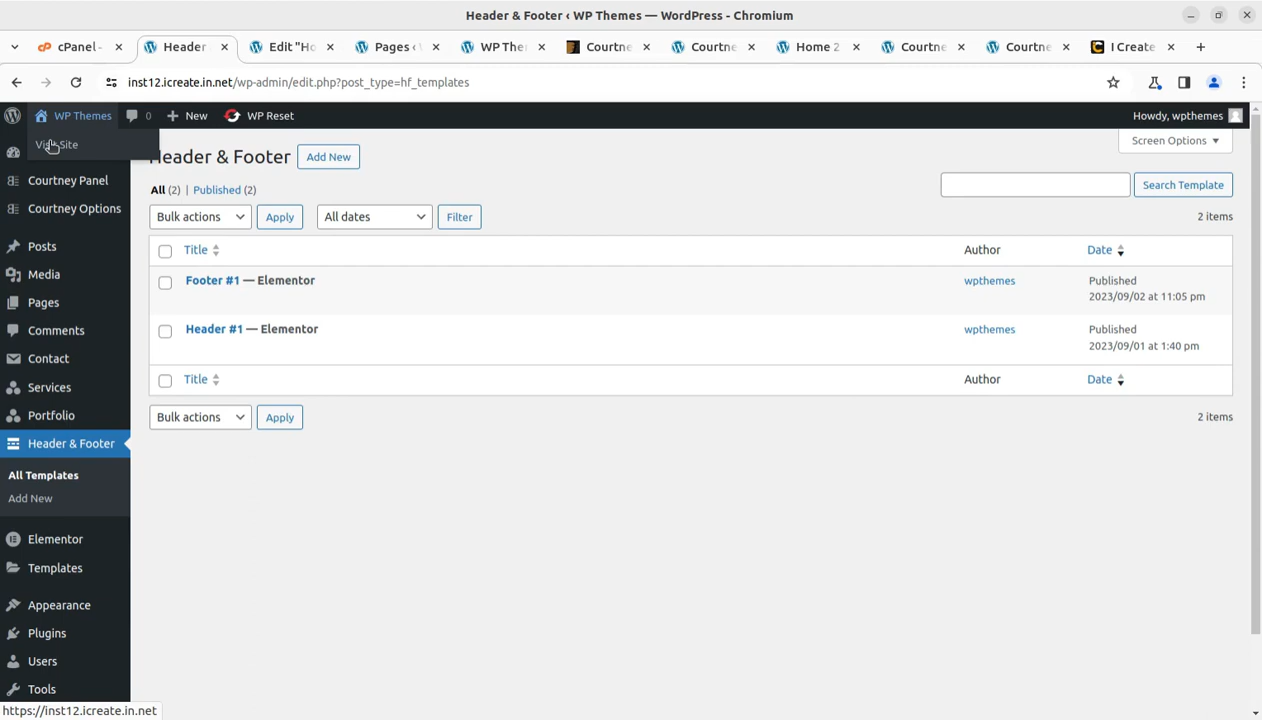 Header & Footer ‹ WP Themes — WordPress - Chromium
cPanel -
Header
Edit "Ho
Pages ‹
WP The
Courtne
Courtne
Home 2
Courtne
Courtne
I Create
inst12.icreate.in.net/wp-admin/edit.php?post_type=hf_templates
WP Themes
0
New
WP Reset
Howdy, wpthemes
Visit Site
Screen Options
Header & Footer
Add New
Courtney Panel
Courtney Options
Posts
Media
Pages
Comments
Contact
Services
Portfolio
Header & Footer
All Templates
Add New
Elementor
Templates
Appearance
Plugins
Users
Tools
All (2) | Published (2)
Search Template
Bulk actions
Apply
All dates
Filter
2 items
Title
Author
Date
Footer #1 — Elementor
wpthemes
Published
2023/09/02 at 11:05 pm
Header #1 — Elementor
wpthemes
Published
2023/09/01 at 1:40 pm
Title
Author
Date
Bulk actions
Apply
2 items
https://inst12.icreate.in.net